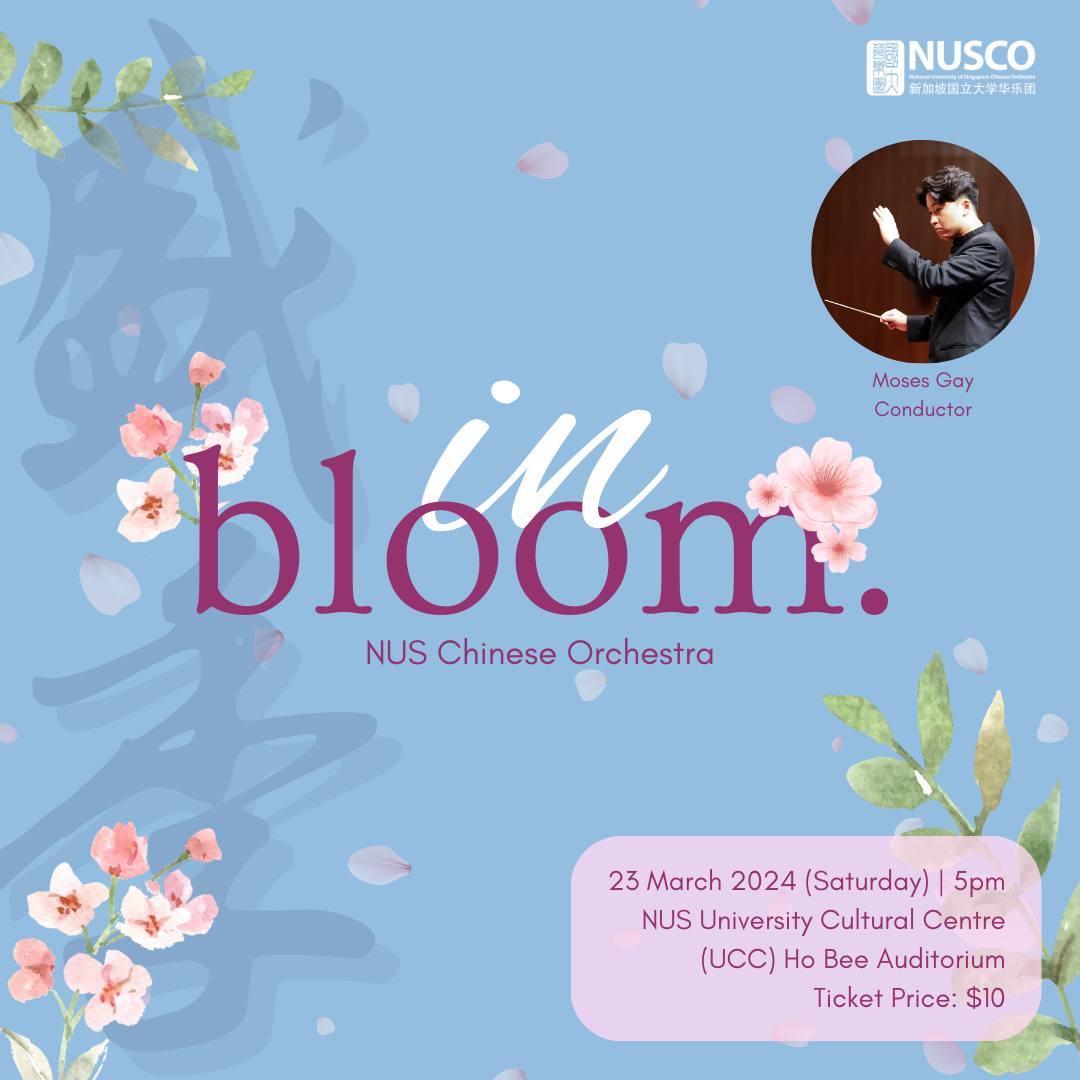 NUSCO
National University of Singapore Chinese Orchestra
新加坡国立大学华乐团
Moses Gay
Conductor
盛季
in
bloom.
NUS Chinese Orchestra
23 March 2024 (Saturday) | 5pm
NUS University Cultural Centre
(UCC) Ho Bee Auditorium
Ticket Price: $10